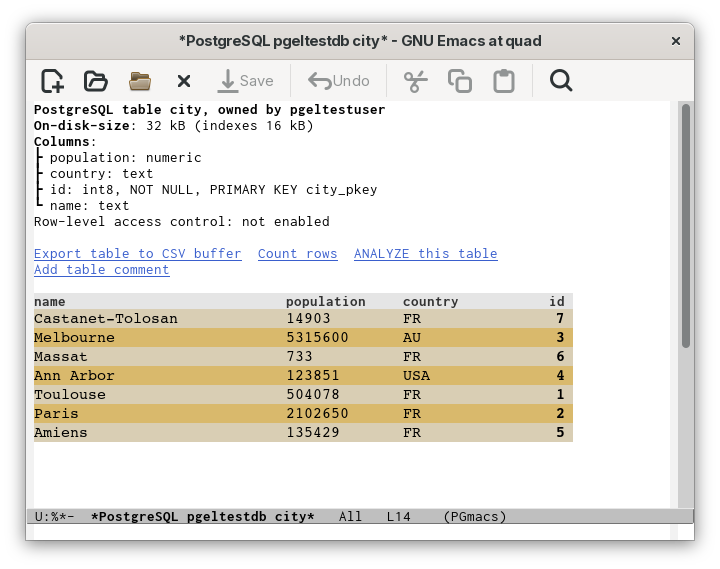 *PostgreSQL pgeltestdb city* - GNU Emacs at quad
Save Undo
PostgreSQL table city, owned by pgeltestuser
On-disk-size: 32 kB (indexes 16 kB)
Columns:
┣ population: numeric
┣ country: text
┣ id: int8, NOT NULL, PRIMARY KEY city_pkey
┗ name: text
Row-level access control: not enabled
Export table to CSV buffer Count rows ANALYZE this table
Add table comment
name population country id
Castanet-Tolosan 14903 FR 7
Melbourne 5315600 AU 3
Massat 733 FR 6
Ann Arbor 123851 USA 4
Toulouse 504078 FR 1
Paris 2102650 FR 2
Amiens 135429 FR 5
U:%*- *PostgreSQL pgeltestdb city* All L14 (PGmacs)